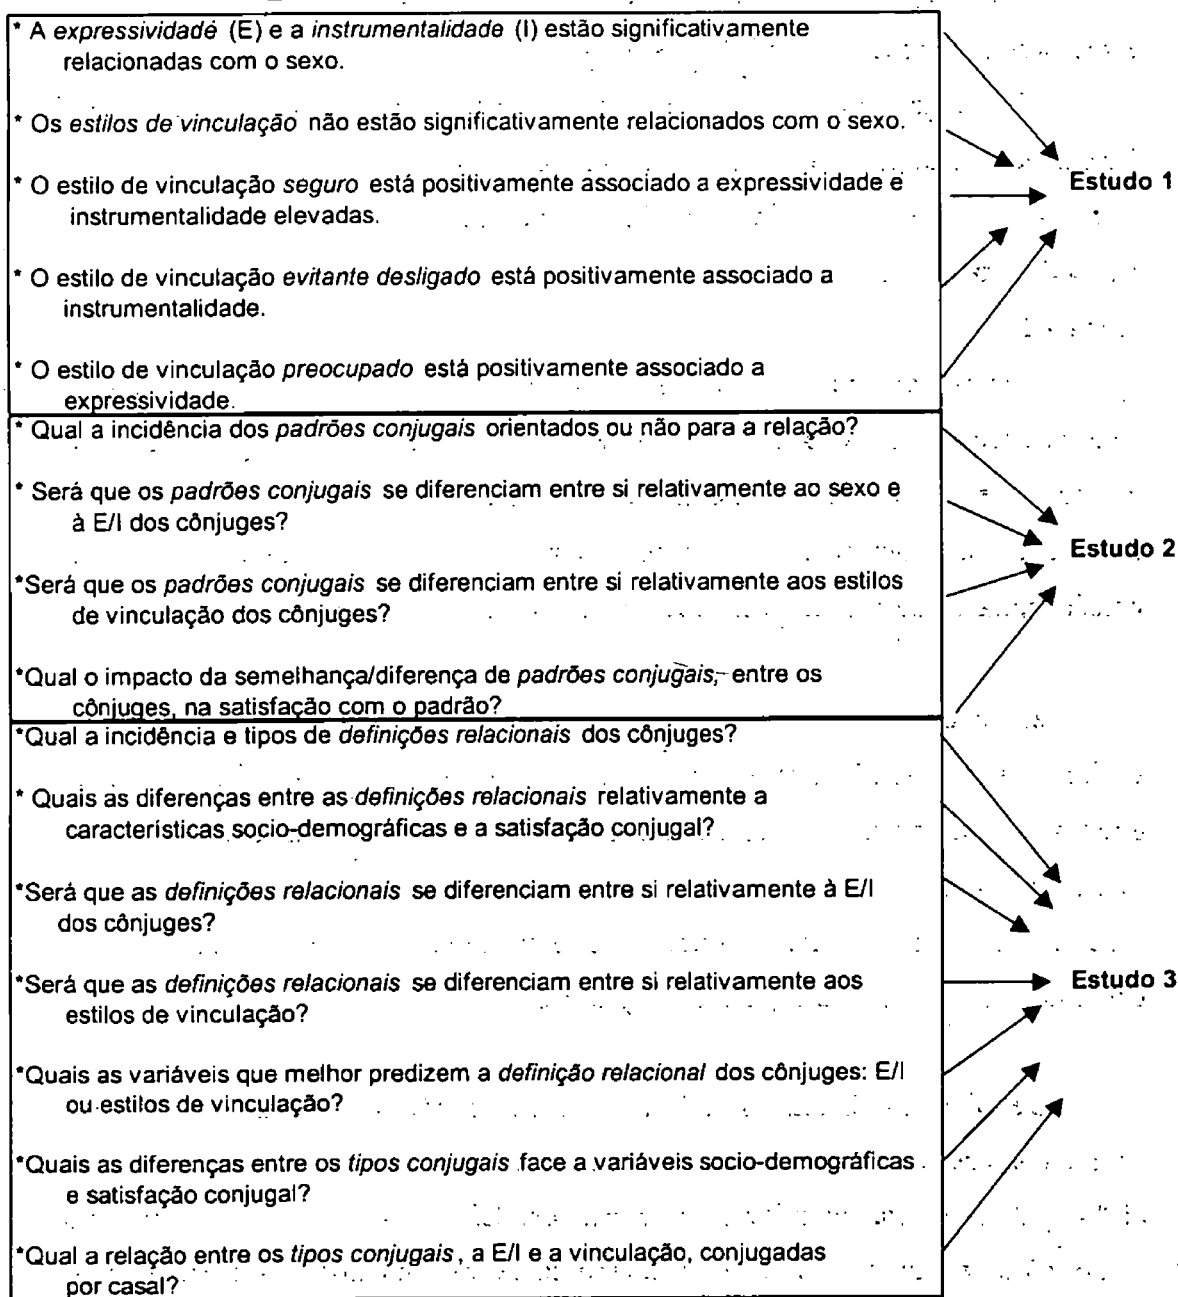 * A expressividade (E) e a instrumentalidade (I) estão significativamente
relacionadas com o sexo.
* Os estilos de vinculação não estão significativamente relacionados com o sexo.
* O estilo de vinculação seguro está positivamente associado a expressividade e
instrumentalidade elevadas.
Estudo 1
* O estilo de vinculação evitante desligado está positivamente associado a
instrumentalidade.
* O estilo de vinculação preocupado está positivamente associado a
expressividade.
* Qual a incidência dos padrões conjugais orientados ou não para a relação?
* Será que os padrões conjugais se diferenciam entre si relativamente ao sexo e
à E/I dos cônjuges?
Estudo 2
*Será que os padrões conjugais se diferenciam entre si relativamente aos estilos
de vinculação dos cônjuges?
*Qual o impacto da semelhança/diferença de padrões conjugais, entre os
cônjuges, na satisfação com o padrão?
*Qual a incidência e tipos de definições relacionais dos cônjuges?
* Quais as diferenças entre as definições relacionais relativamente a
características socio-demográficas e a satisfação conjugal?
*Será que as definições relacionais se diferenciam entre si relativamente à E/I
dos cônjuges?
*Será que as definições relacionais se diferenciam entre si relativamente aos
estilos de vinculação?
Estudo 3
*Quais as variáveis que melhor predizem a definição relacional dos cônjuges: E/I
ou estilos de vinculação?
*Quais as diferenças entre os tipos conjugais face a variáveis socio-demográficas
e satisfação conjugal?
*Qual a relação entre os tipos conjugais, a E/I e a vinculação, conjugadas
por casal?